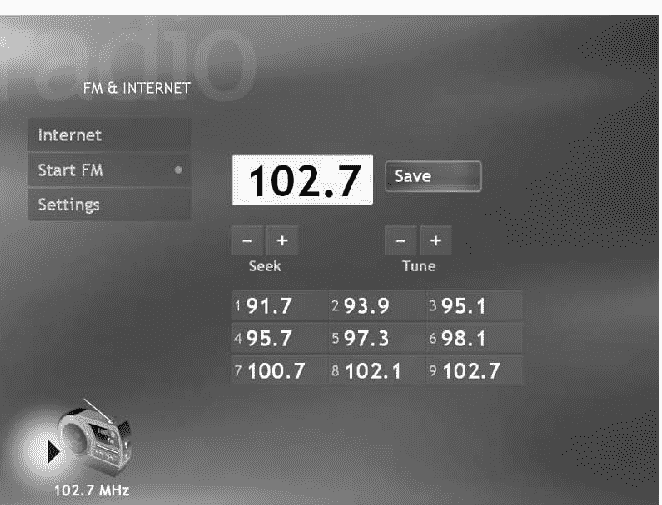 radio
FM & INTERNET
Internet
Start FM
Settings
102.7
Save
- +
- +
Seek
Tune
1 91.7 2 93.9 3 95.1
4 95.7 5 97.3 6 98.1
7 100.7 8 102.1 9 102.7
102.7 MHz